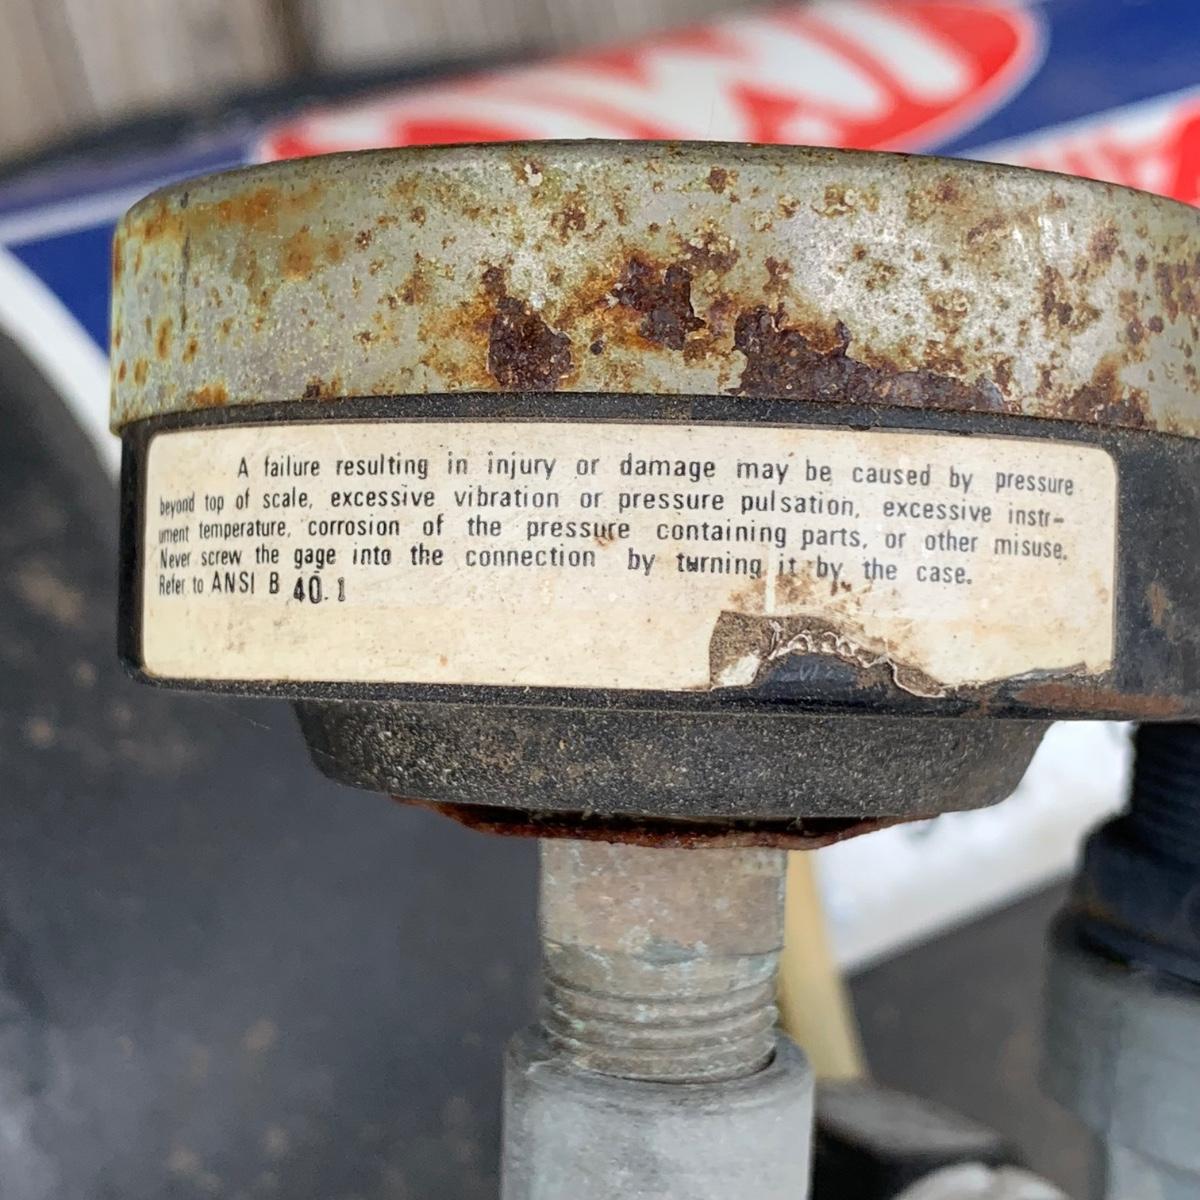 A failure resulting in injury or damage may be caused by pressure
beyond top of scale, excessive vibration or pressure pulsation, excessive instr-
ument temperature, corrosion of the pressure containing parts, or other misuse.
Never screw the gage into the connection by turning it by the case.
Refer to ANSI B 40.1